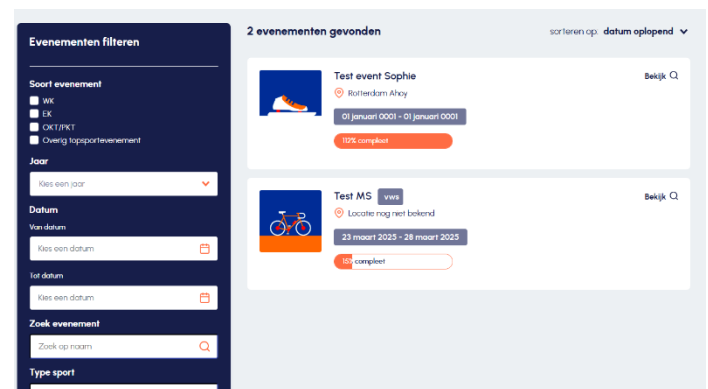 Evenementen filteren
Soort evenement
WK
EK
OKT/PKT
Overig topsportevenement
Jaar
Kies een jaar
Datum
Van datum
Kies een datum
Tot datum
Kies een datum
Zoek evenement
Zoek op naam
Type sport
2 evenementen gevonden
sorteren op: datum oplopend
Test event Sophie
Bekijk
Rotterdam Ahoy
01 januari 0001 - 01 januari 0001
112% compleet
Test MS vws
Bekijk
Locatie nog niet bekend
23 maart 2025 - 28 maart 2025
15% compleet